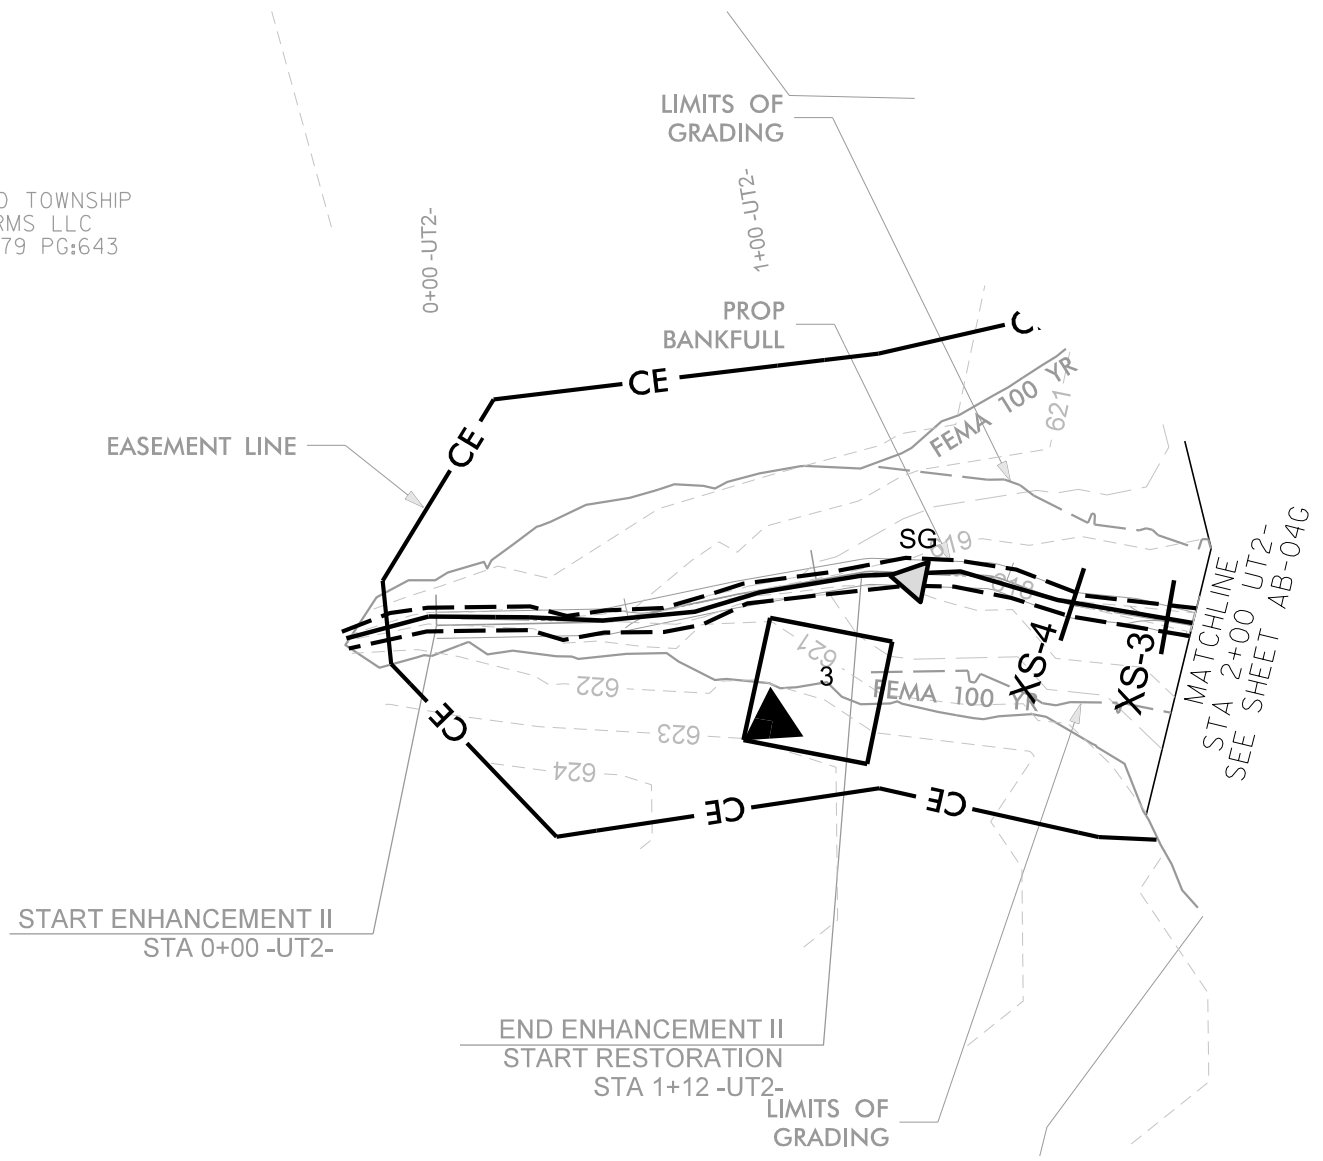 LIMITS OF
GRADING
TOWNSHIP
LLC
79 PG:643
0+00 -UT2-
1+00 -UT2-
PROP
BANKFULL
CE
FEMA 100 YR
621
EASEMENT LINE
CE
SG
619
618
MATCHLINE
STA 2+00 UT2-
SEE SHEET AB-04G
XS-4
XS-3
621
3
FEMA 100 YR
622
623
624
CE
CE
CE
START ENHANCEMENT II
STA 0+00 -UT2-
END ENHANCEMENT II
START RESTORATION
STA 1+12 -UT2-
LIMITS OF
GRADING